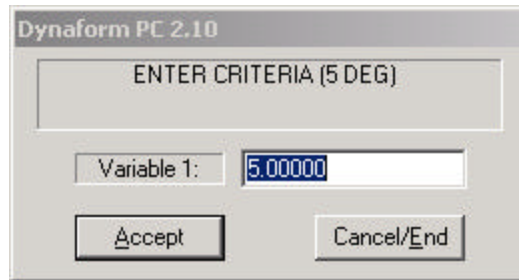 Dynaform PC 2.10
ENTER CRITERIA (5 DEG)
Variable 1: 5.00000
Accept Cancel/End